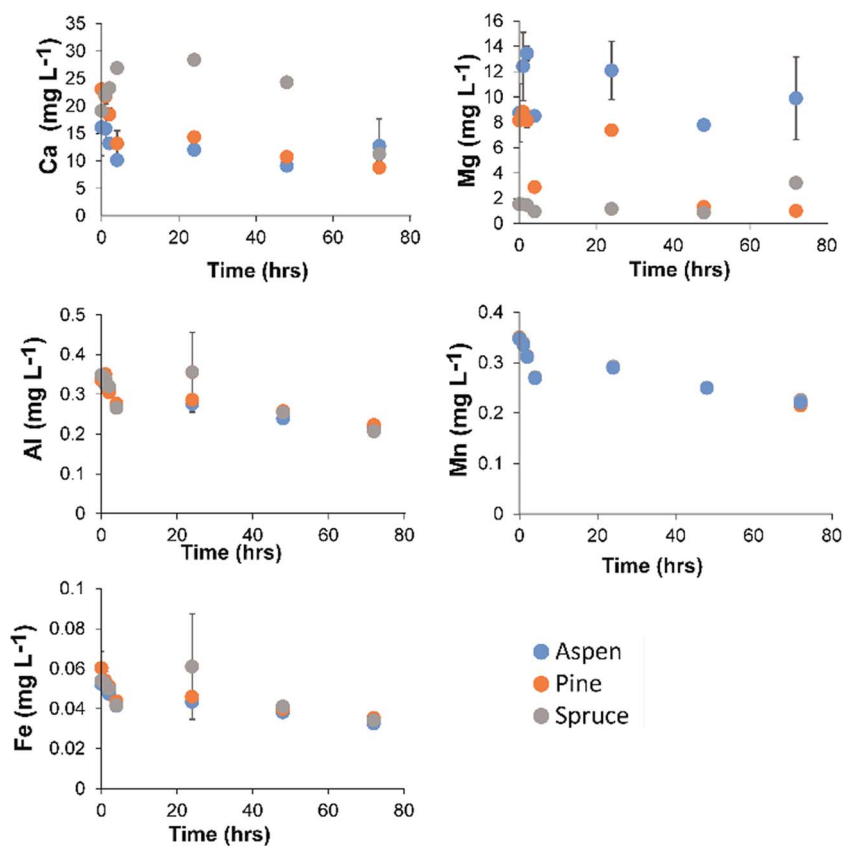 35
30
25
20
15
10
5
0
0 20 40 60 80
Ca (mg L-1)
Time (hrs)
16
14
12
10
8
6
4
2
0
0 20 40 60 80
Mg (mg L-1)
Time (hrs)
0.5
0.4
0.3
0.2
0.1
0
0 20 40 60 80
Al (mg L-1)
Time (hrs)
0.4
0.3
0.2
0.1
0
0 20 40 60 80
Mn (mg L-1)
Time (hrs)
0.1
0.08
0.06
0.04
0.02
0
0 20 40 60 80
Fe (mg L-1)
Time (hrs)
Aspen
Pine
Spruce